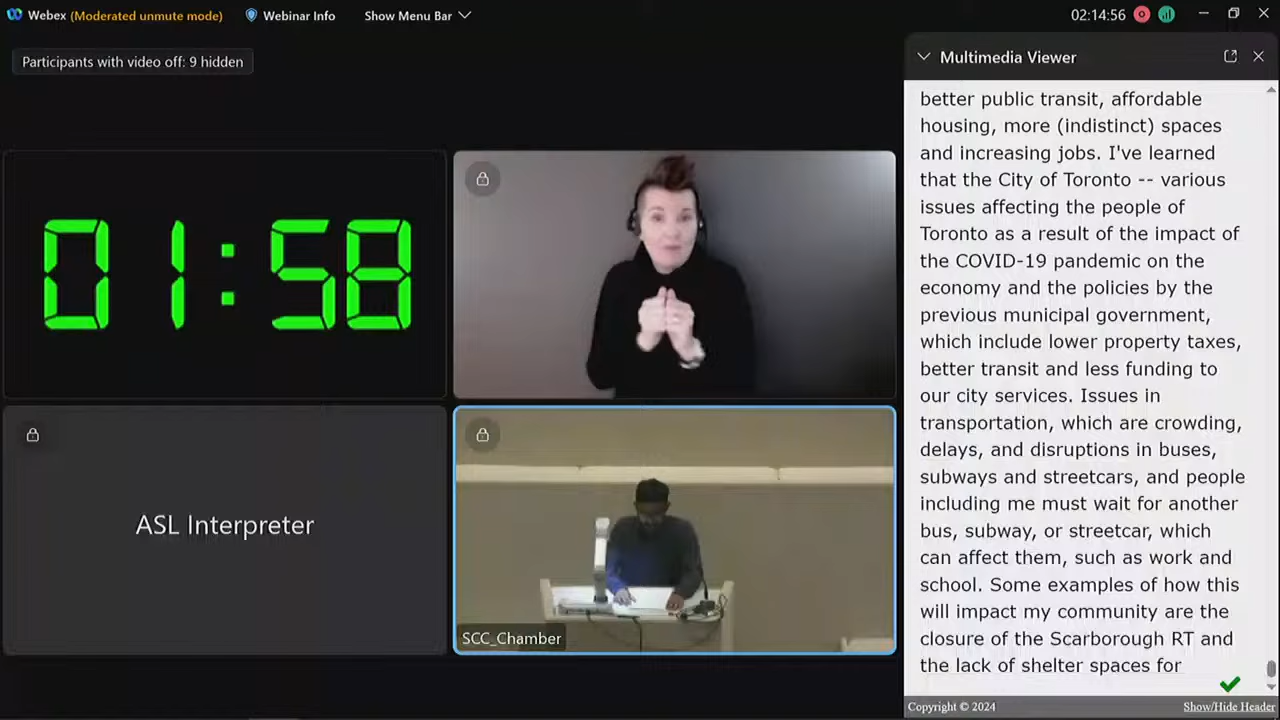 Webex (Moderated unmute mode) Webinar Info Show Menu Bar 02:14:56
Participants with video off: 9 hidden
01:58
ASL Interpreter
SCC_Chamber
Multimedia Viewer
better public transit, affordable
housing, more (indistinct) spaces
and increasing jobs. I've learned
that the City of Toronto -- various
issues affecting the people of
Toronto as a result of the impact of
the COVID-19 pandemic on the
economy and the policies by the
previous municipal government,
which include lower property taxes,
better transit and less funding to
our city services. Issues in
transportation, which are crowding,
delays, and disruptions in buses,
subways and streetcars, and people
including me must wait for another
bus, subway, or streetcar, which
can affect them, such as work and
school. Some examples of how this
will impact my community are the
closure of the Scarborough RT and
the lack of shelter spaces for
Copyright © 2024 Show/Hide Header